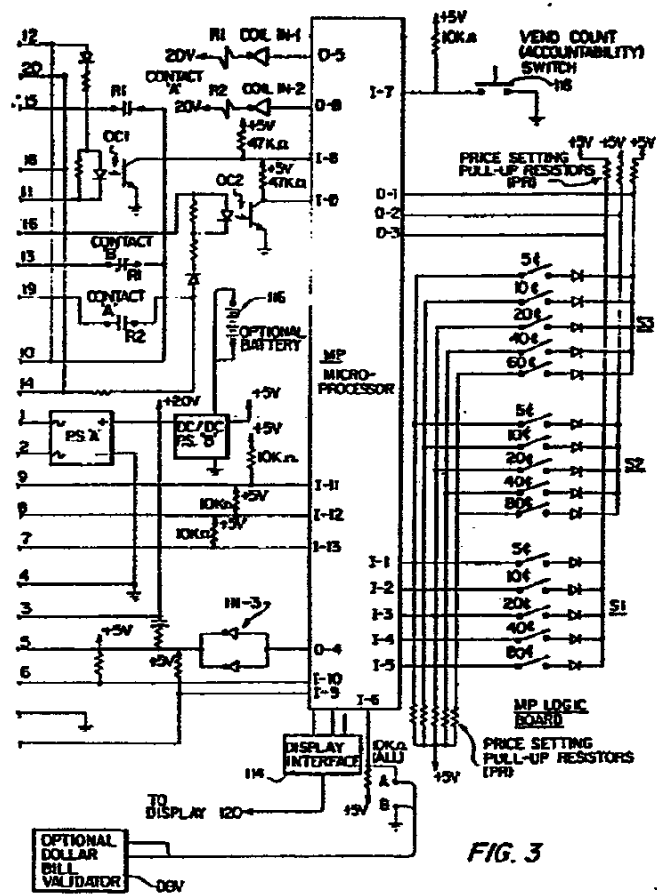 12
20
15
18
11
16
13
19
10
14
1
2
9
8
7
4
3
5
6
R1
COIL IN-1
20V
O-5
CONTACT
"A"
R2
COIL IN-2
20V
O-8
R1
+5V
47KΩ
OC1
I-8
+5V
47KΩ
OC2
I-6
CONTACT
"B"
R1
CONTACT
"A"
R2
116
OPTIONAL
BATTERY
MP
MICRO-
PROCESSOR
+20V
+5V
P.S. "A"
DC/DC
P.S. "B"
+5V
10KΩ
I-11
10KΩ
+5V
I-12
10KΩ
+5V
I-13
IN-3
+5V
+5V
O-4
I-10
I-9
I-6
DISPLAY
INTERFACE
114
10KΩ
(ALL)
A
B
+5V
TO
DISPLAY 120
OPTIONAL
DOLLAR
BILL
VALIDATOR
DBV
+5V
10KΩ
VEND COUNT
(ACCOUNTABILITY)
SWITCH
118
I-7
+5V +5V +5V
PRICE SETTING
PULL-UP RESISTORS
(PR)
O-1
O-2
O-3
5¢
10¢
20¢
40¢
60¢
S3
5¢
10¢
20¢
40¢
80¢
S2
I-1
I-2
I-3
I-4
I-5
5¢
10¢
20¢
40¢
80¢
S1
MP LOGIC
BOARD
PRICE SETTING
PULL-UP RESISTORS
(PR)
+5V
FIG. 3